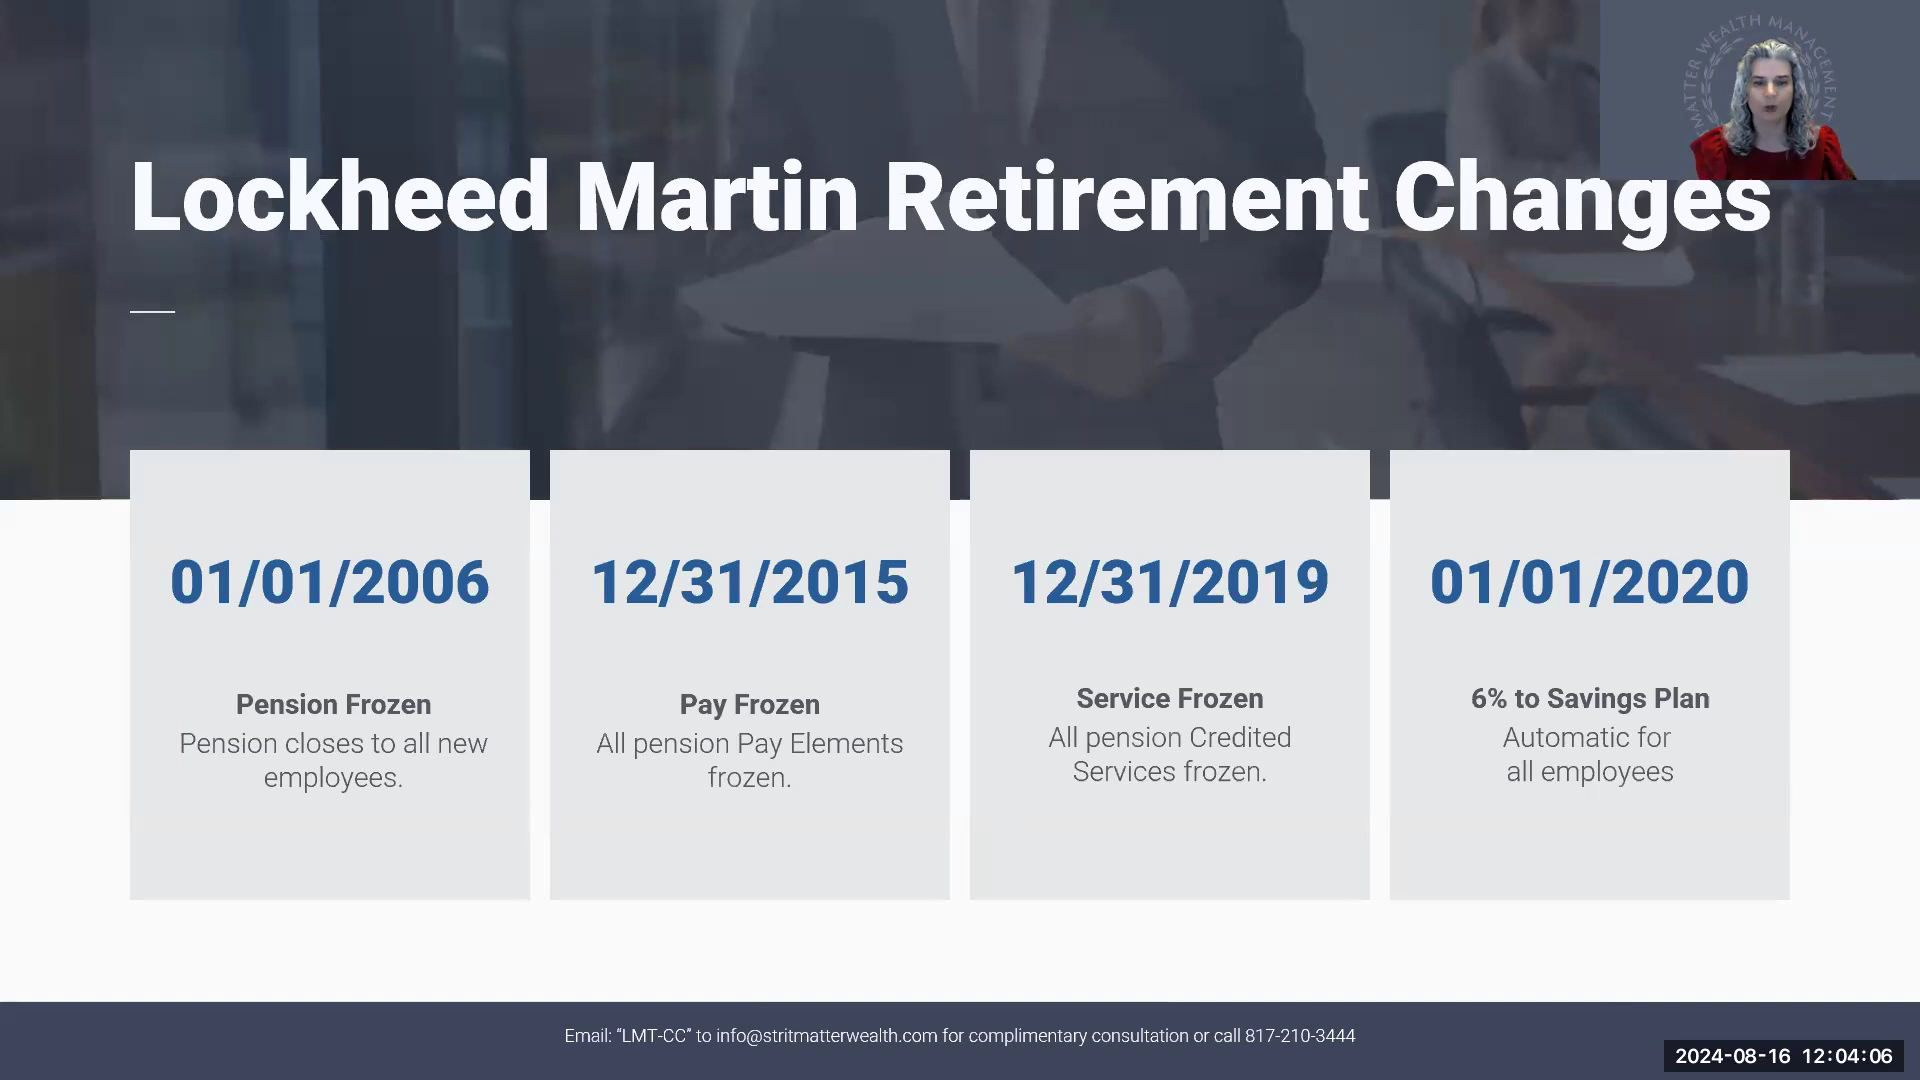 MATTER WEALTH MANAGEMENT
Lockheed Martin Retirement Changes
01/01/2006
Pension Frozen
Pension closes to all new
employees.
12/31/2015
Pay Frozen
All pension Pay Elements
frozen.
12/31/2019
Service Frozen
All pension Credited
Services frozen.
01/01/2020
6% to Savings Plan
Automatic for
all employees
Email: “LMT-CC” to info@stritmatterwealth.com for complimentary consultation or call 817-210-3444
2024-08-16 12:04:06